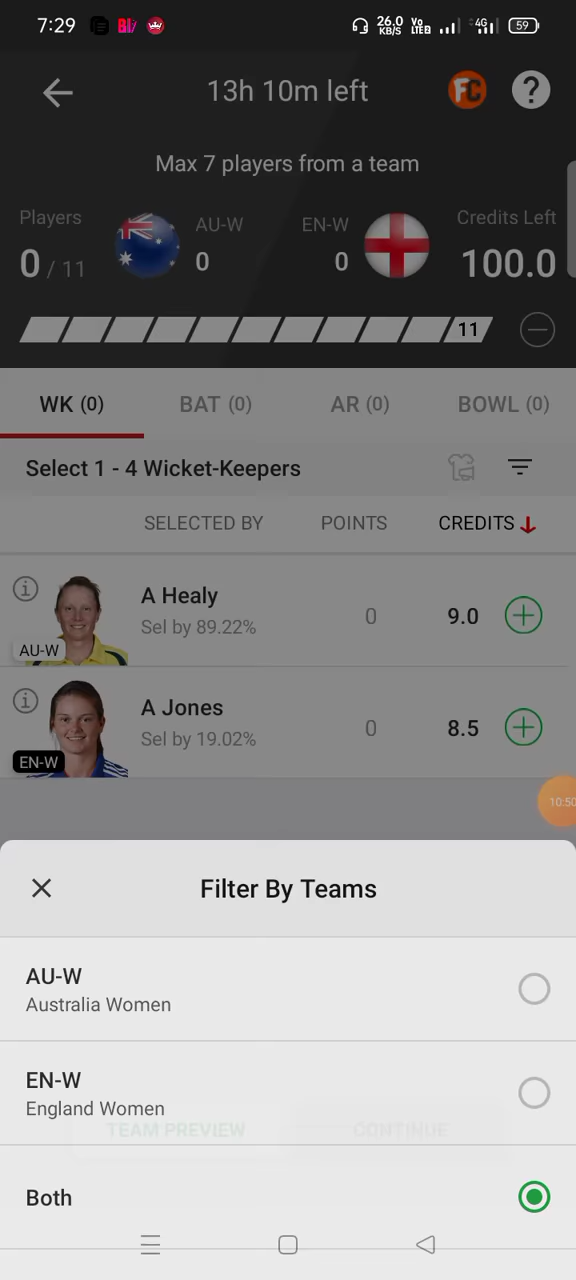 7:29 26.0 KB/S Vo LTE2 4G 59
13h 10m left FC ?
Max 7 players from a team
Players AU-W EN-W Credits Left
0 / 11 0 0 100.0
11
WK (0) BAT (0) AR (0) BOWL (0)
Select 1 - 4 Wicket-Keepers
SELECTED BY POINTS CREDITS
A Healy
Sel by 89.22% 0 9.0
AU-W
A Jones
Sel by 19.02% 0 8.5
EN-W
10:50
Filter By Teams
AU-W
Australia Women
EN-W
England Women
TEAM PREVIEW CONTINUE
Both